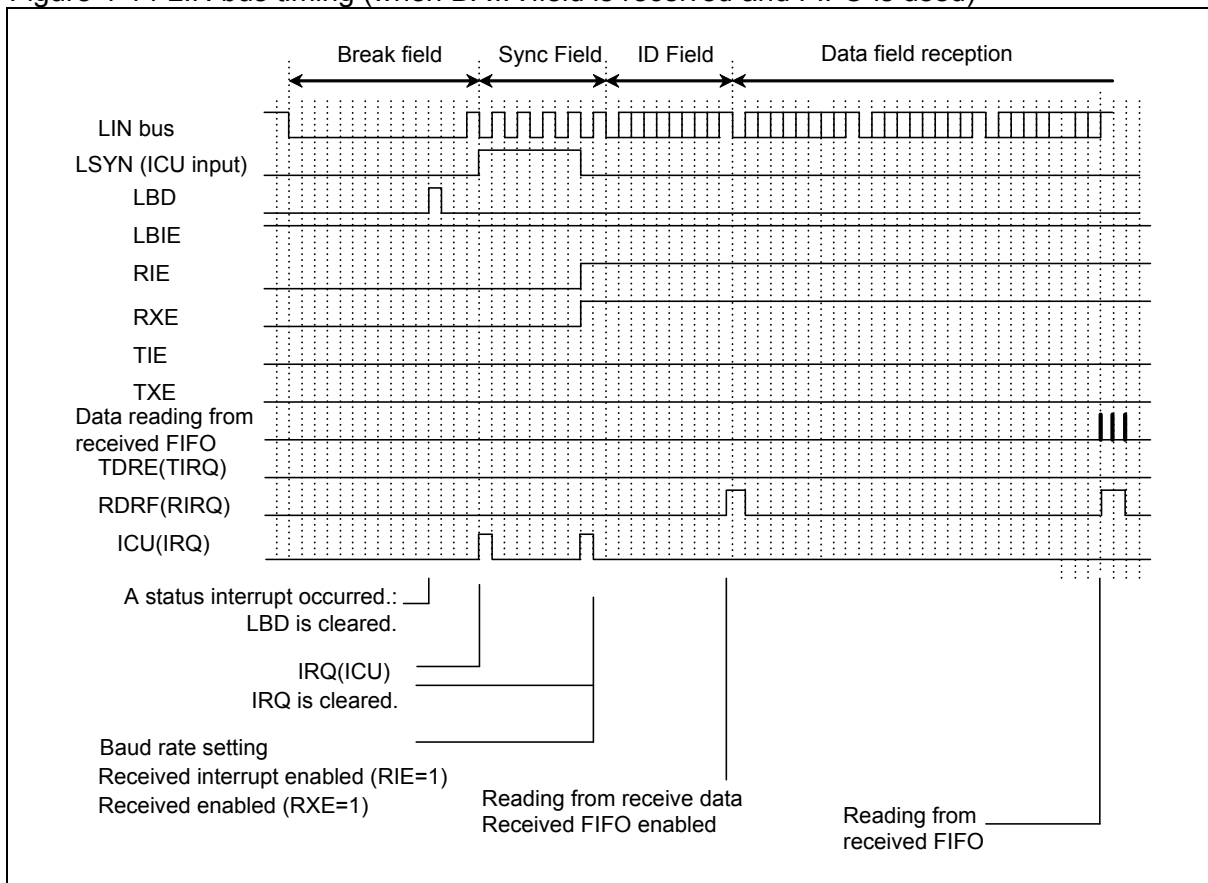 Break field Sync Field ID Field Data field reception
LIN bus
LSYN (ICU input)
LBD
LBIE
RIE
RXE
TIE
TXE
Data reading from
received FIFO
TDRE(TIRQ)
RDRF(RIRQ)
ICU(IRQ)
A status interrupt occurred.:
LBD is cleared.
IRQ(ICU)
IRQ is cleared.
Baud rate setting
Received interrupt enabled (RIE=1)
Received enabled (RXE=1)
Reading from receive data
Received FIFO enabled
Reading from
received FIFO